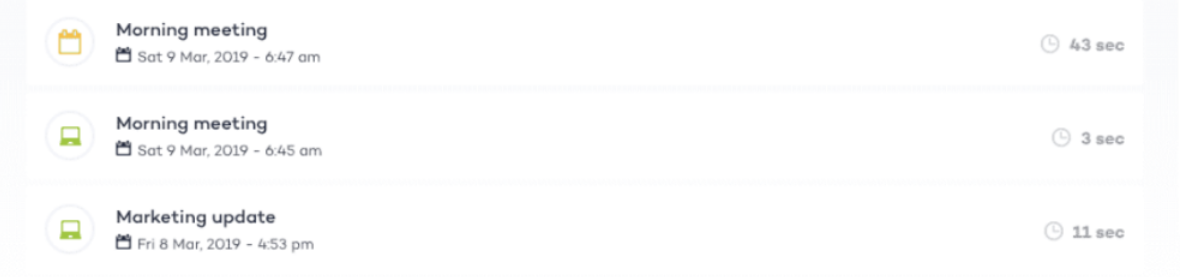 Morning meeting
Sat 9 Mar, 2019 - 6:47 am
43 sec
Morning meeting
Sat 9 Mar, 2019 - 6:45 am
3 sec
Marketing update
Fri 8 Mar, 2019 - 4:53 pm
11 sec